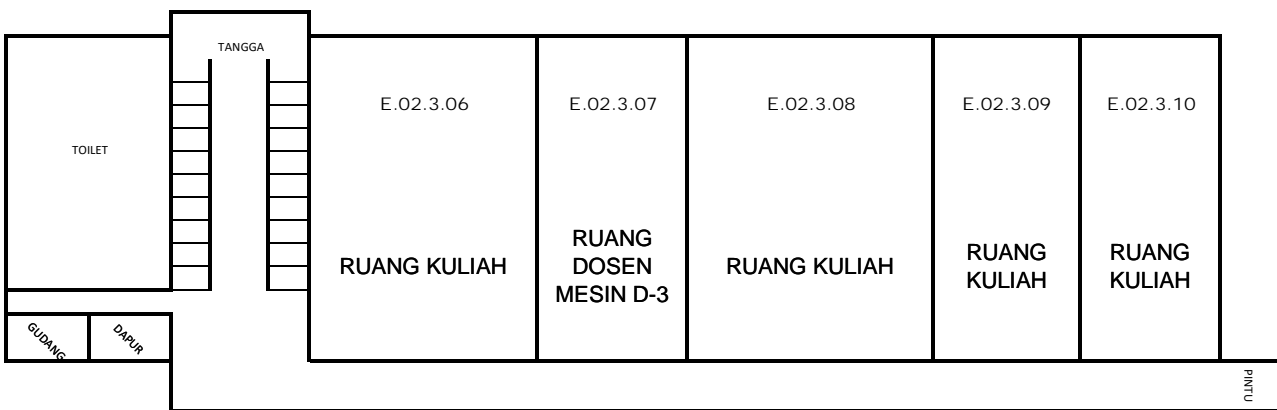 TANGGA
TOILET
E.02.3.06
E.02.3.07
E.02.3.08
E.02.3.09
E.02.3.10
RUANG KULIAH
RUANG
DOSEN
MESIN D-3
RUANG KULIAH
RUANG
KULIAH
RUANG
KULIAH
GUDANG
DAPUR
PINTU